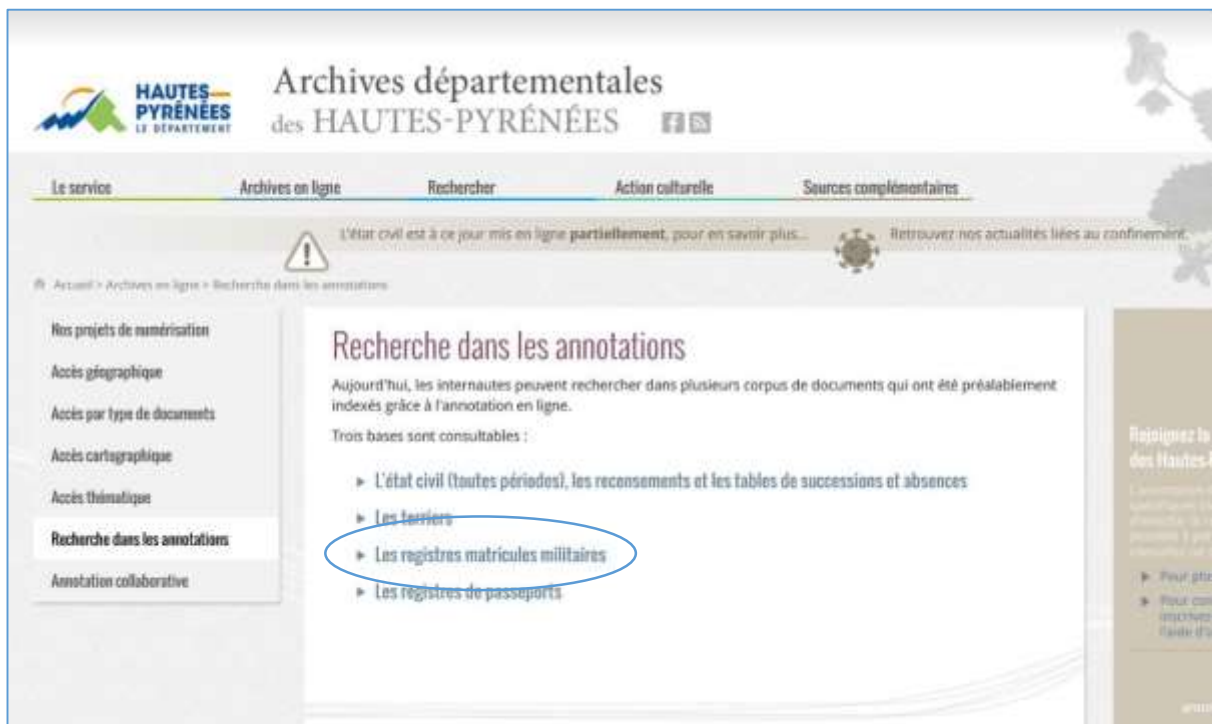 HAUTES-
PYRÉNÉES
LE DÉPARTEMENT
Archives départementales
des HAUTES-PYRÉNÉES
Le service
Archives en ligne
Rechercher
Action culturelle
Sources complémentaires
L'état civil est à ce jour mis en ligne partiellement, pour en savoir plus...
Retrouvez nos actualités liées au confinement.
Accueil > Archives en ligne > Recherche dans les annotations
Nos projets de numérisation
Accès géographique
Accès par type de documents
Accès cartographique
Accès thématique
Recherche dans les annotations
Annotation collaborative
Recherche dans les annotations
Aujourd'hui, les internautes peuvent rechercher dans plusieurs corpus de documents qui ont été préalablement
indexés grâce à l'annotation en ligne.
Trois bases sont consultables :
L'état civil (toutes périodes), les recensements et les tables de successions et absences
Les terriers
Les registres matricules militaires
Les registres de passeports
Rejoignez la
des Hautes-
Pour
Pour